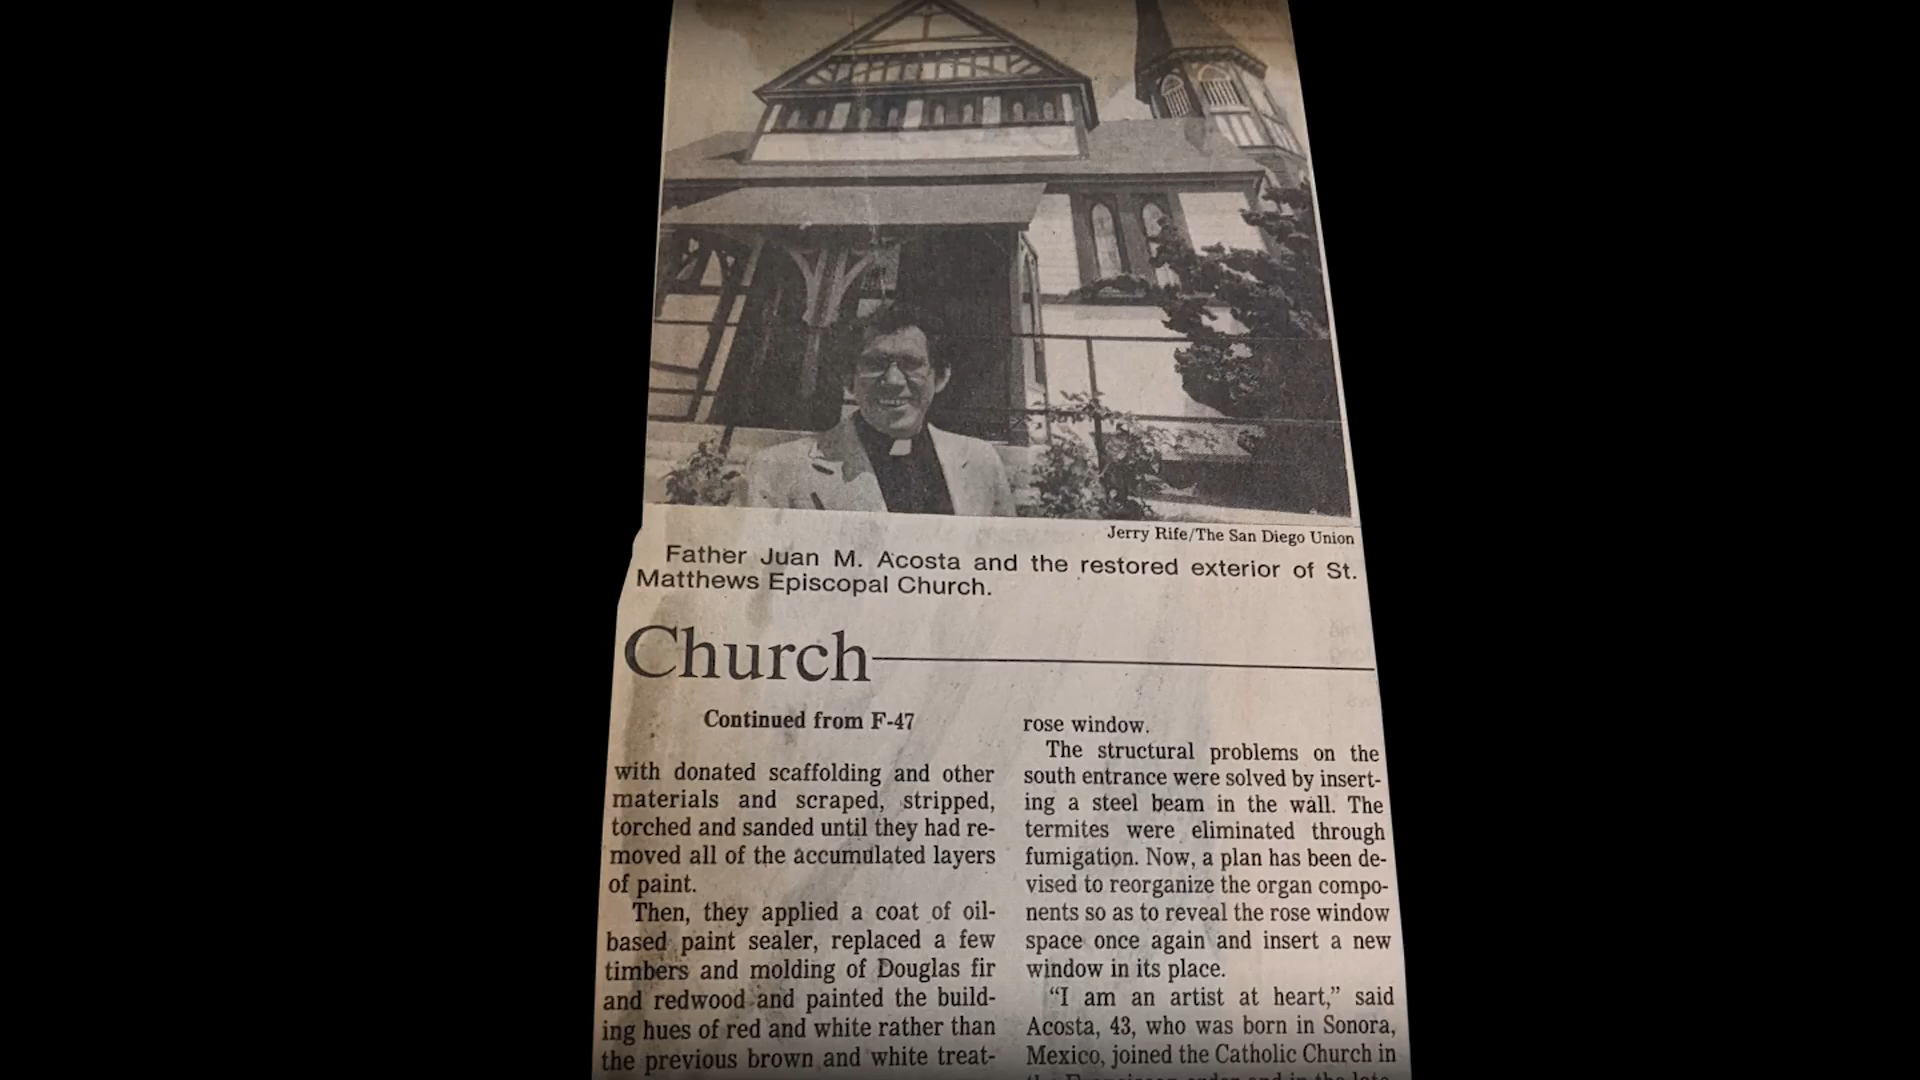 Jerry Rife/The San Diego Union
Father Juan M. Acosta and the restored exterior of St.
Matthews Episcopal Church.
Church
Continued from F-47
with donated scaffolding and other
materials and scraped, stripped,
torched and sanded until they had re-
moved all of the accumulated layers
of paint.
Then, they applied a coat of oil-
based paint sealer, replaced a few
timbers and molding of Douglas fir
and redwood and painted the build-
ing hues of red and white rather than
the previous brown and white treat-
rose window.
The structural problems on the
south entrance were solved by insert-
ing a steel beam in the wall. The
termites were eliminated through
fumigation. Now, a plan has been de-
vised to reorganize the organ compo-
nents so as to reveal the rose window
space once again and insert a new
window in its place.
“I am an artist at heart,” said
Acosta, 43, who was born in Sonora,
Mexico, joined the Catholic Church in